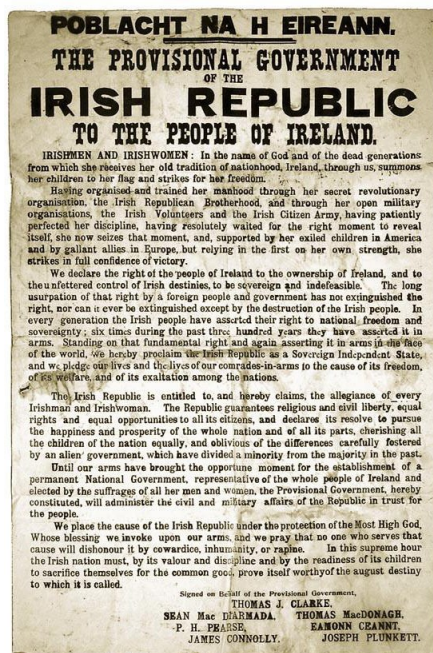 POBLACHT NA H EIREANN.
THE PROVISIONAL GOVERNMENT
OF THE
IRISH REPUBLIC
TO THE PEOPLE OF IRELAND.
IRISHMEN AND IRISHWOMEN : In the name of God and of the dead generations
from which she receives her old tradition of nationhood, Ireland, through us, summons
her children to her flag and strikes for her freedom.
Having organised and trained her manhood through her secret revolutionary
organisation, the Irish Republican Brotherhood, and through her open military
organisations, the Irish Volunteers and the Irish Citizen Army, having patiently
perfected her discipline, having resolutely waited for the right moment to reveal
itself, she now seizes that moment, and, supported by her exiled children in America
and by gallant allies in Europe, but relying in the first on her own strength, she
strikes in full confidence of victory.
We declare the right of the people of Ireland to the ownership of Ireland, and to
the unfettered control of Irish destinies, to be sovereign and indefeasible. The long
usurpation of that right by a foreign people and government has not extinguished the
right, nor can it ever be extinguished except by the destruction of the Irish people. In
every generation the Irish people have asserted their right to national freedom and
sovereignty ; six times during the past three hundred years they have asserted it in
arms. Standing on that fundamental right and again asserting it in arms in the face
of the world, we hereby proclaim the Irish Republic as a Sovereign Independent State,
and we pledge our lives and the lives of our comrades-in-arms to the cause of its freedom,
of its welfare, and of its exaltation among the nations.
The Irish Republic is entitled to, and hereby claims, the allegiance of every
Irishman and Irishwoman. The Republic guarantees religious and civil liberty, equal
rights and equal opportunities to all its citizens, and declares its resolve to pursue
the happiness and prosperity of the whole nation and of all its parts, cherishing all
the children of the nation equally, and oblivious of the differences carefully fostered
by an alien government, which have divided a minority from the majority in the past.
Until our arms have brought the opportune moment for the establishment of a
permanent National Government, representative of the whole people of Ireland and
elected by the suffrages of all her men and women, the Provisional Government, hereby
constituted, will administer the civil and military affairs of the Republic in trust for
the people.
We place the cause of the Irish Republic under the protection of the Most High God,
Whose blessing we invoke upon our arms, and we pray that no one who serves that
cause will dishonour it by cowardice, inhumanity, or rapine. In this supreme hour
the Irish nation must, by its valour and discipline and by the readiness of its children
to sacrifice themselves for the common good, prove itself worthy of the august destiny
to which it is called.
Signed on Behalf of the Provisional Government,
THOMAS J. CLARKE,
SEAN Mac DIARMADA, THOMAS MacDONAGH,
P. H. PEARSE, EAMONN CEANNT,
JAMES CONNOLLY. JOSEPH PLUNKETT.